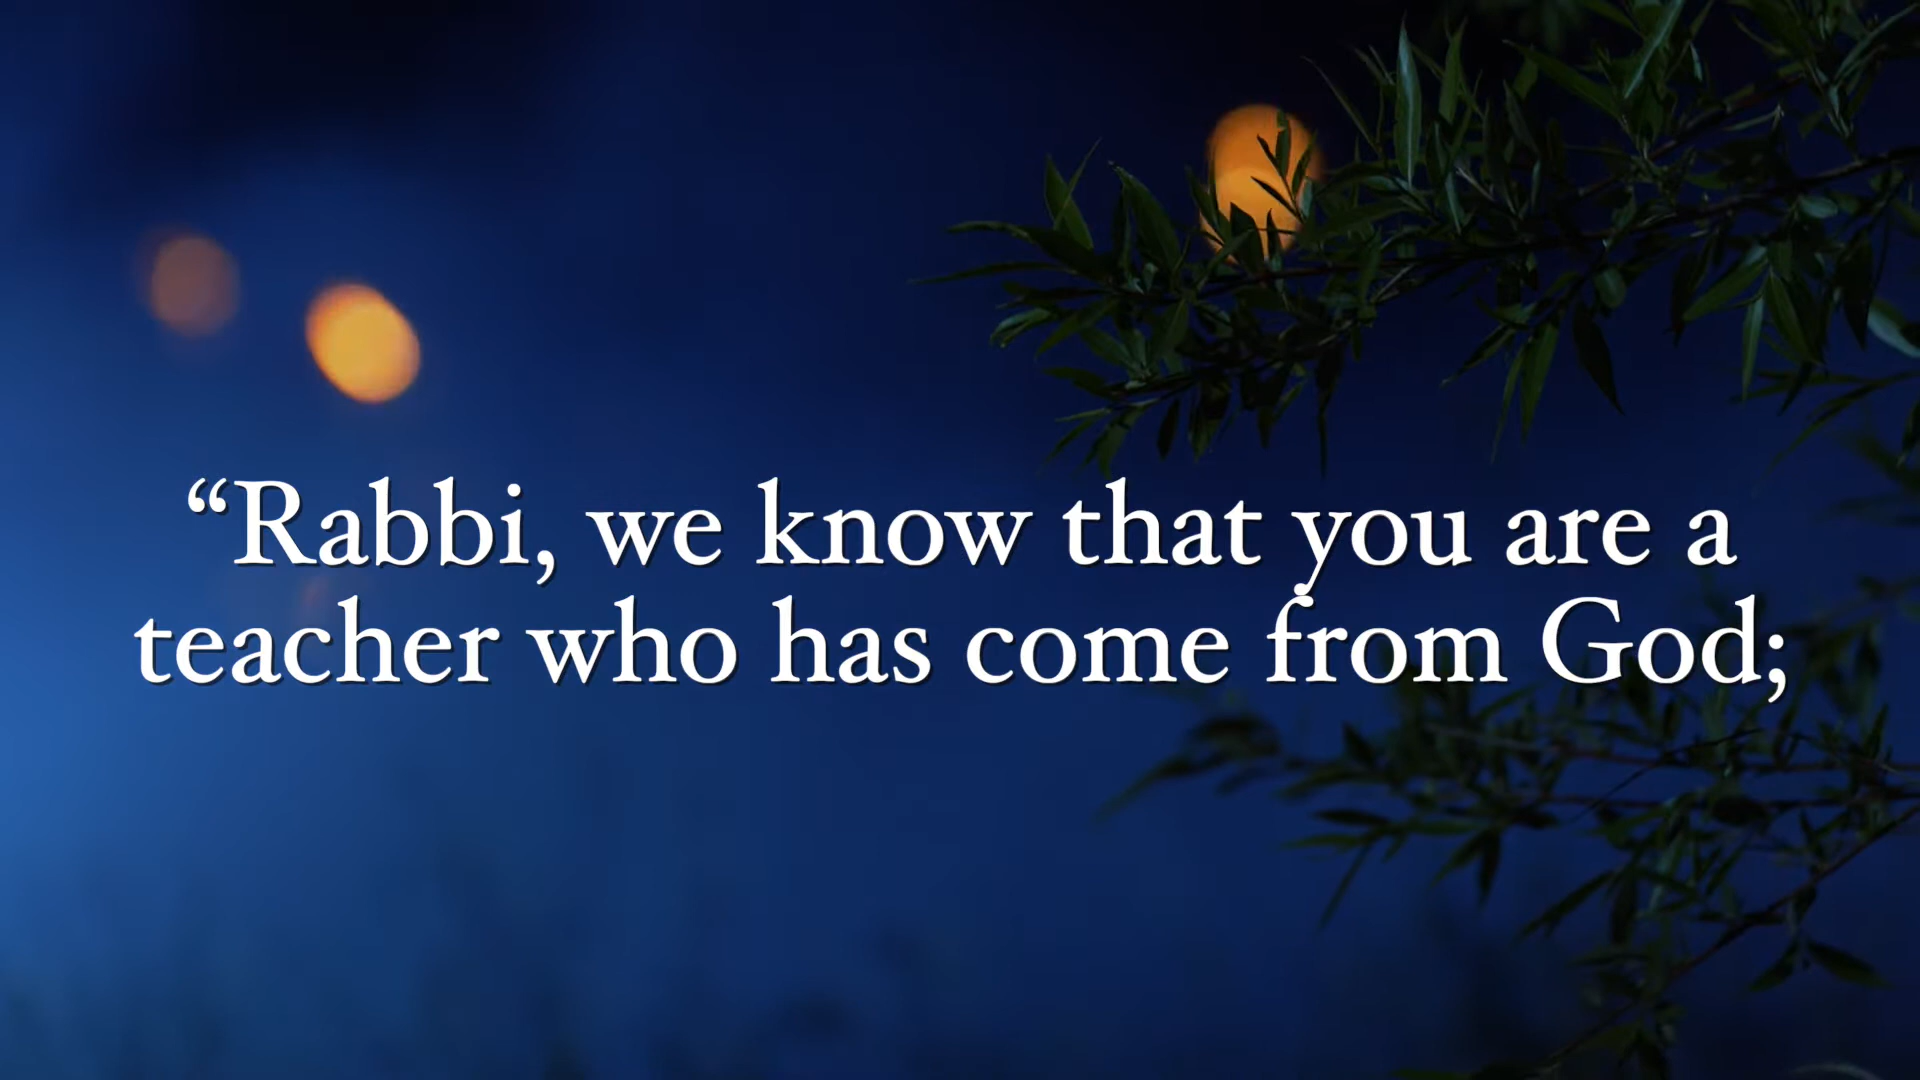 “Rabbi, we know that you are a
teacher who has come from God;